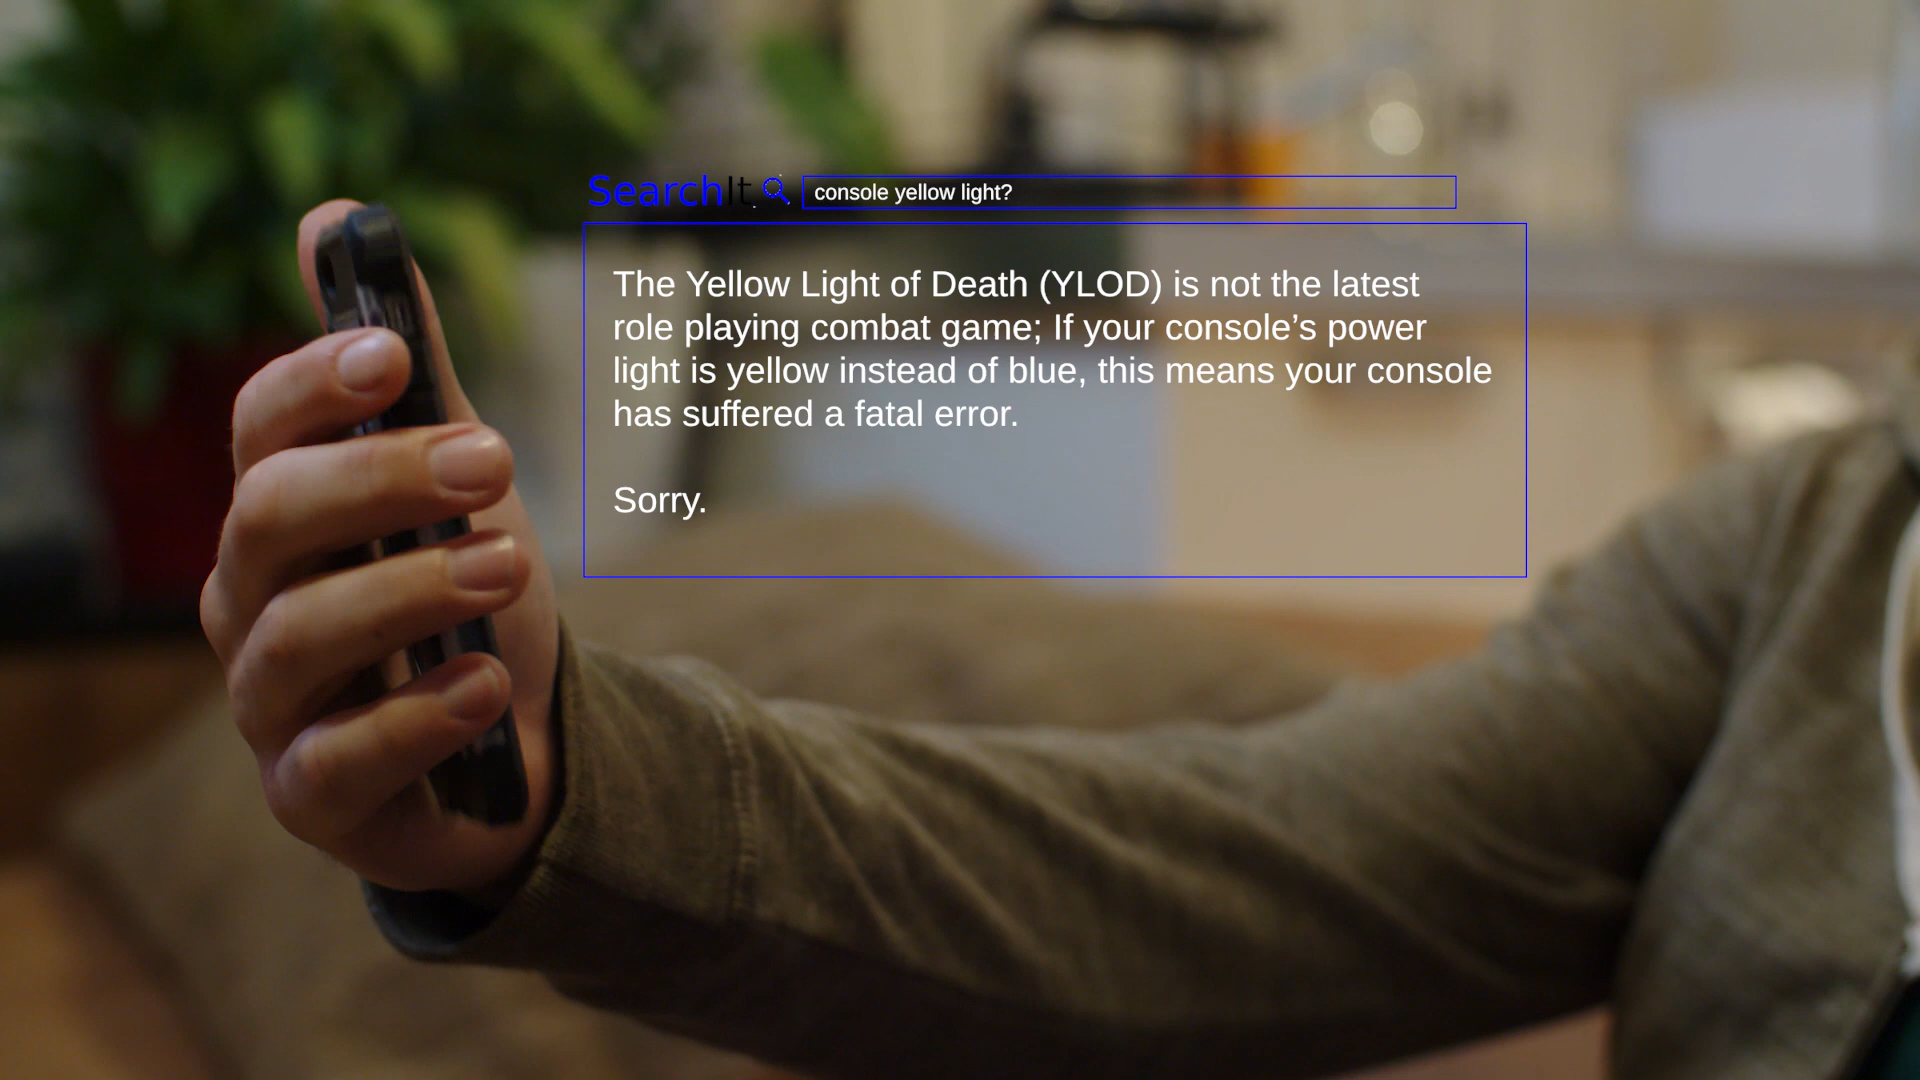 SearchIt console yellow light?
The Yellow Light of Death (YLOD) is not the latest
role playing combat game; If your console’s power
light is yellow instead of blue, this means your console
has suffered a fatal error.
Sorry.